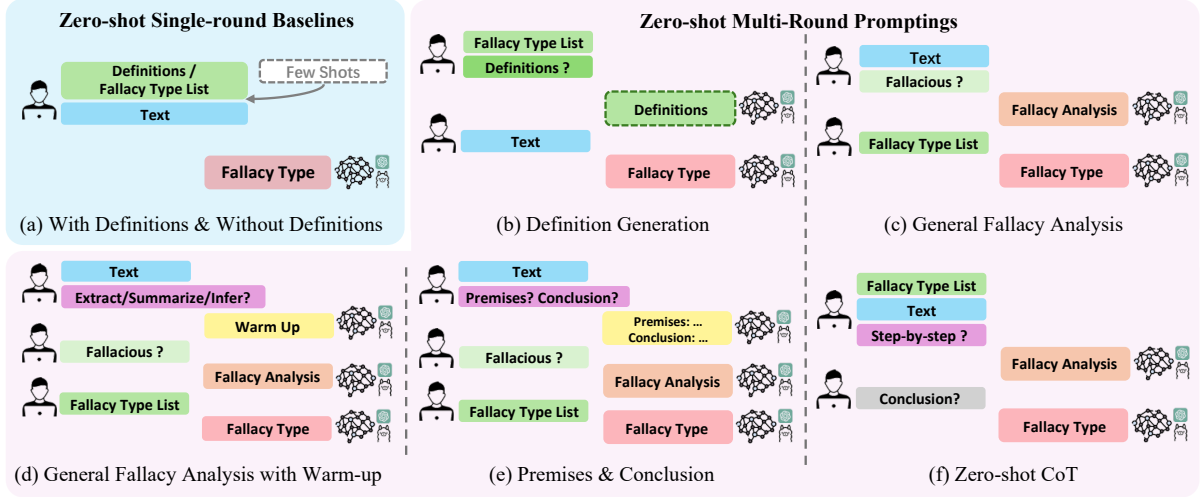 Zero-shot Single-round Baselines
Definitions /
Fallacy Type List
Few Shots
Text
Fallacy Type
(a) With Definitions & Without Definitions
Zero-shot Multi-Round Promptings
Fallacy Type List
Definitions ?
Definitions
Text
Fallacy Type
(b) Definition Generation
Text
Fallacious ?
Fallacy Analysis
Fallacy Type List
Fallacy Type
(c) General Fallacy Analysis
Text
Extract/Summarize/Infer?
Warm Up
Fallacious ?
Fallacy Analysis
Fallacy Type List
Fallacy Type
(d) General Fallacy Analysis with Warm-up
Text
Premises? Conclusion?
Premises: ...
Conclusion: ...
Fallacious ?
Fallacy Analysis
Fallacy Type List
Fallacy Type
(e) Premises & Conclusion
Fallacy Type List
Text
Step-by-step ?
Fallacy Analysis
Conclusion?
Fallacy Type
(f) Zero-shot CoT